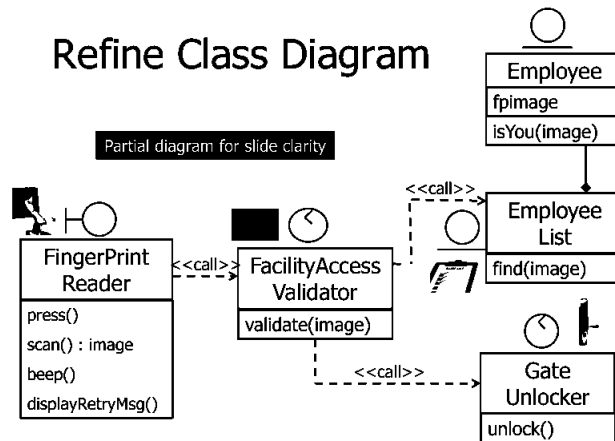 Refine Class Diagram
Partial diagram for slide clarity
Employee
fpimage
isYou(image)
<<call>>
Employee
List
find(image)
FingerPrint
Reader
press()
scan() : image
beep()
displayRetryMsg()
<<call>>
FacilityAccess
Validator
validate(image)
<<call>>
Gate
Unlocker
unlock()